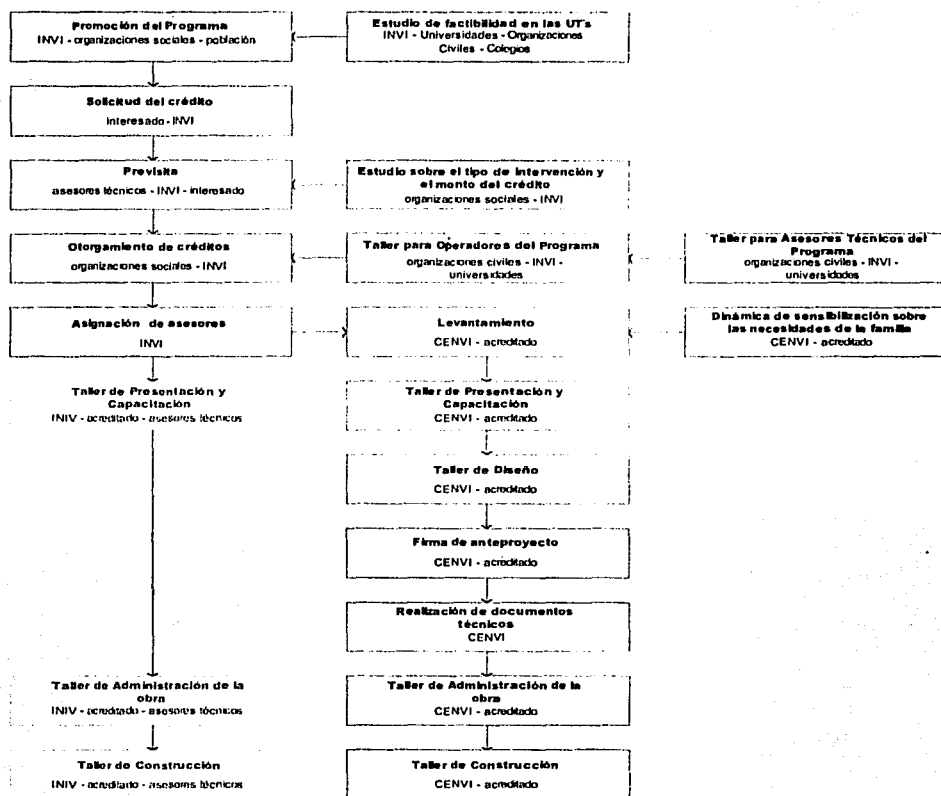 Promoción del Programa
INVI - organizaciones sociales - población
Estudio de factibilidad en las UT's
INVI - Universidades - Organizaciones
Civiles - Colegios
Solicitud del crédito
interesado - INVI
Previsita
asesores técnicos - INVI - interesado
Estudio sobre el tipo de intervención y
el monto del crédito
organizaciones sociales - INVI
Otorgamiento de créditos
organizaciones sociales - INVI
Taller para Operadores del Programa
organizaciones civiles - INVI -
universidades
Taller para Asesores Técnicos del
Programa
organizaciones civiles - INVI -
universidades
Asignación de asesores
INVI
Levantamiento
CENVI - acreditado
Dinámica de sensibilización sobre
las necesidades de la familia
CENVI - acreditado
Taller de Presentación y
Capacitación
INIV - acreditado - asesores técnicos
Taller de Presentación y
Capacitación
CENVI - acreditado
Taller de Diseño
CENVI - acreditado
Firma de anteproyecto
CENVI - acreditado
Realización de documentos
técnicos
CENVI
Taller de Administración de la
obra
INIV - acreditado - asesores técnicos
Taller de Administración de la
obra
CENVI - acreditado
Taller de Construcción
INIV - acreditado - asesores técnicos
Taller de Construcción
CENVI - acreditado